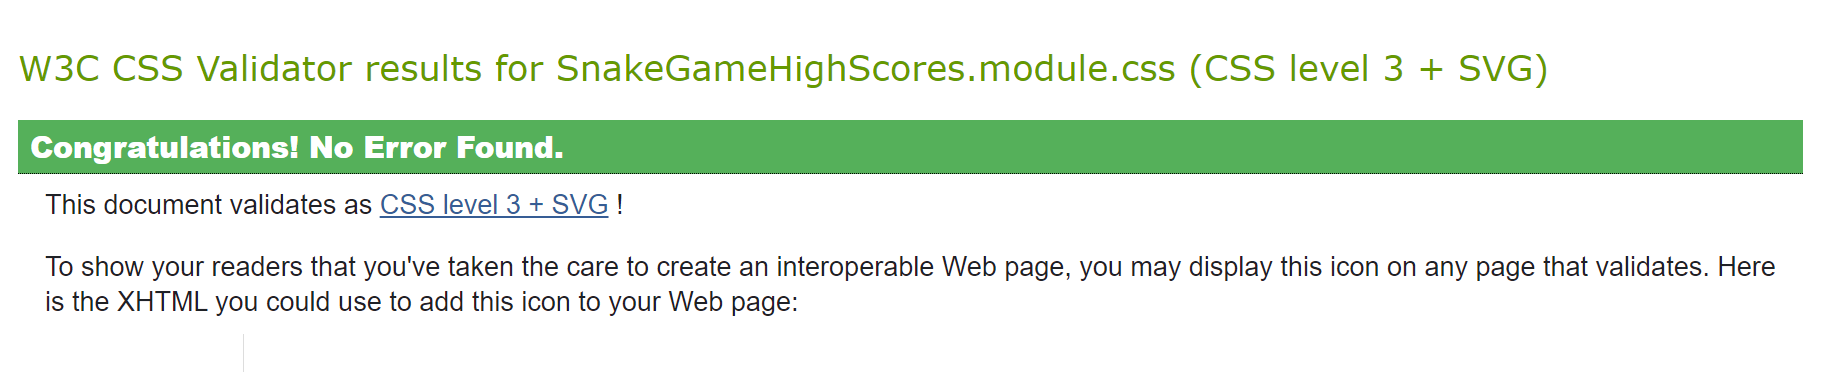 W3C CSS Validator results for SnakeGameHighScores.module.css (CSS level 3 + SVG)
Congratulations! No Error Found.
This document validates as CSS level 3 + SVG !
To show your readers that you've taken the care to create an interoperable Web page, you may display this icon on any page that validates. Here
is the XHTML you could use to add this icon to your Web page: